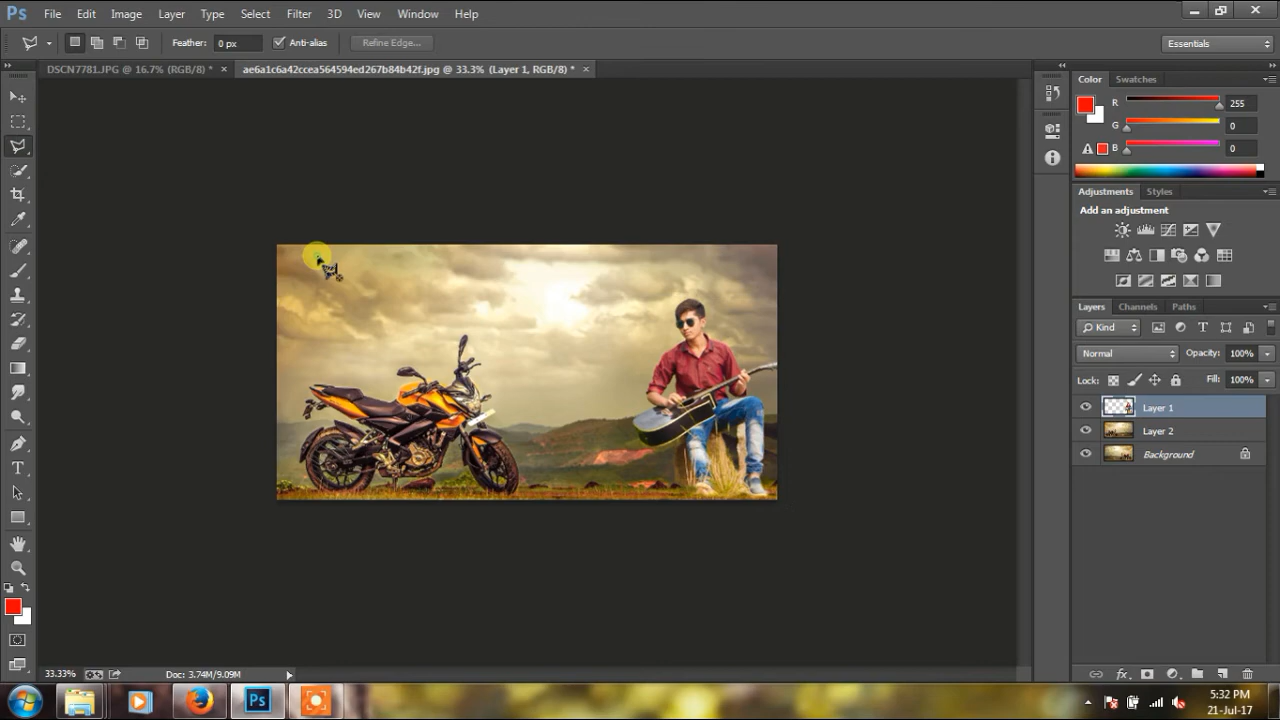 Ps File Edit Image Layer Type Select Filter 3D View Window Help
Feather: 0 px Anti-alias Refine Edge... Essentials
DSCN7781.JPG @ 16.7% (RGB/8) * × ae6a1c6a42ccea564594ed267b84b42f.jpg @ 33.3% (Layer 1, RGB/8) * ×
Color Swatches
R 255
G 0
B 0
Adjustments Styles
Add an adjustment
Layers Channels Paths
Kind
Normal Opacity: 100%
Lock: Fill: 100%
Layer 1
Layer 2
Background
33.33% Doc: 3.74M/9.09M
Ps
5:32 PM
21-Jul-17